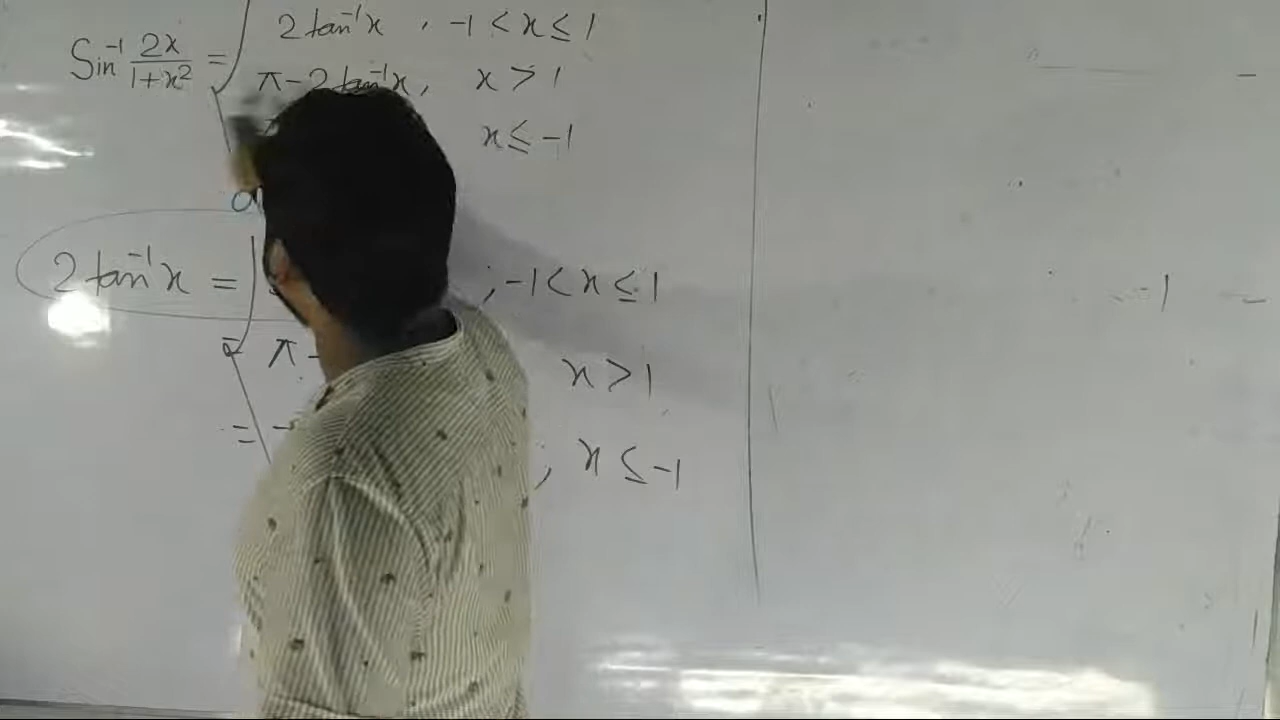 Sin⁻¹ 2x/1+x² = 2 tan⁻¹x , -1 < x ≤ 1
π-2 tan⁻¹x, x > 1
x ≤ -1
2 tan⁻¹x = ; -1 < x ≤ 1
π- x > 1
= ; x ≤ -1
-1